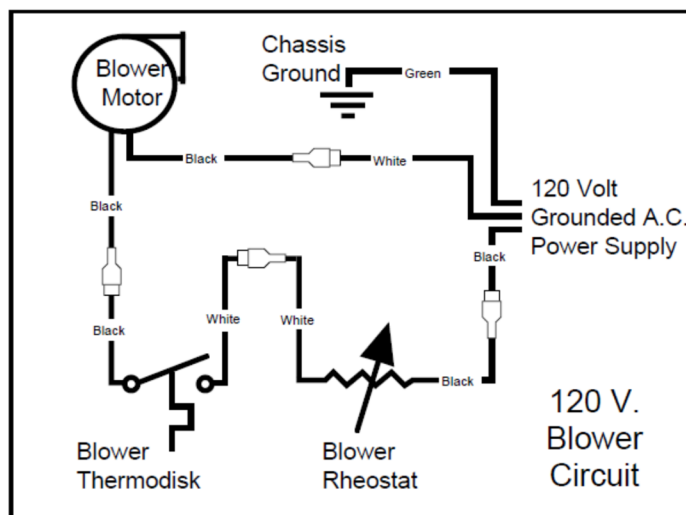 Blower
Motor
Chassis
Ground
Green
Black
White
120 Volt
Grounded A.C.
Power Supply
Black
Black
Black
White
White
Black
Blower
Thermodisk
Blower
Rheostat
120 V.
Blower
Circuit